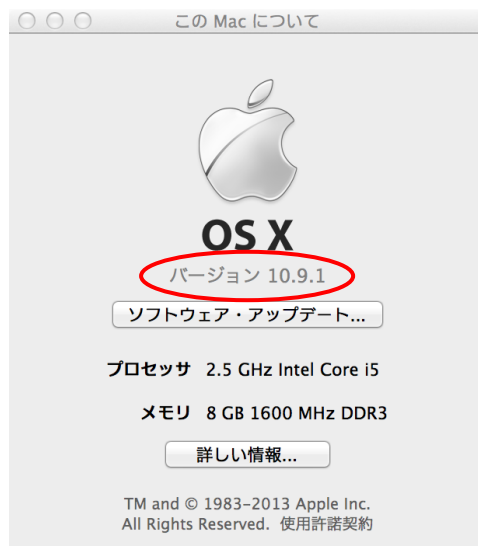 この Mac について
OS X
バージョン 10.9.1
ソフトウェア・アップデート...
プロセッサ 2.5 GHz Intel Core i5
メモリ 8 GB 1600 MHz DDR3
詳しい情報...
TM and © 1983-2013 Apple Inc.
All Rights Reserved. 使用許諾契約